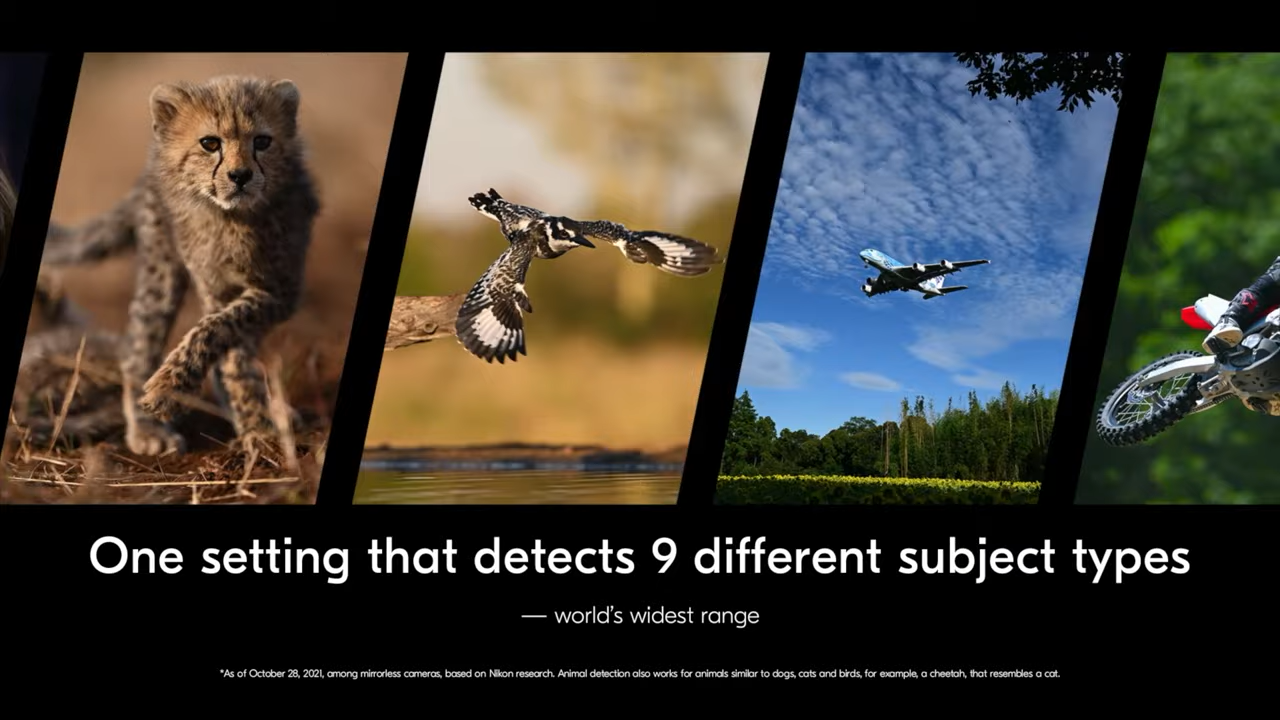 One setting that detects 9 different subject types
— world's widest range
*As of October 28, 2021, among mirrorless cameras, based on Nikon research. Animal detection also works for animals similar to dogs, cats and birds, for example, a cheetah, that resembles a cat.